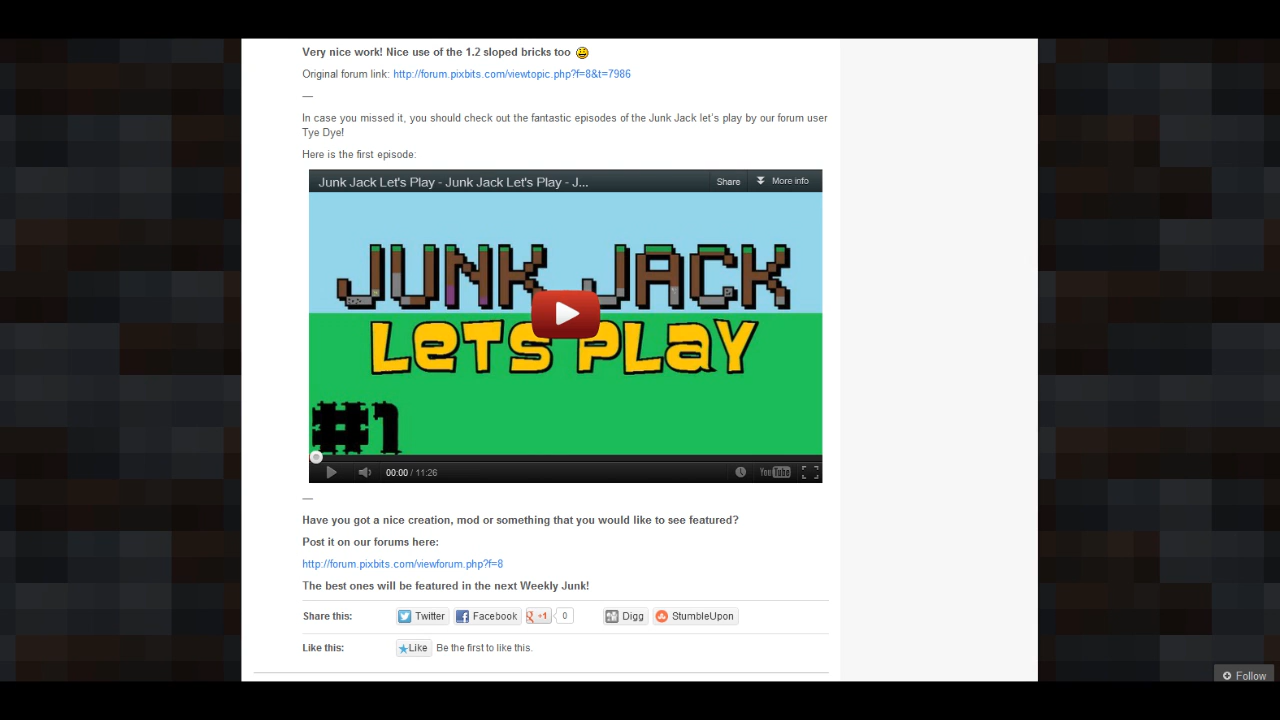 Very nice work! Nice use of the 1.2 sloped bricks too
Original forum link: http://forum.pixbits.com/viewtopic.php?f=8&t=7986
—
In case you missed it, you should check out the fantastic episodes of the Junk Jack let's play by our forum user
Tye Dye!
Here is the first episode:
Junk Jack Let's Play - Junk Jack Let's Play - J...
Share
More info
JUNK JACK
LETS PLAY
#1
00:00 / 11:26
YouTube
—
Have you got a nice creation, mod or something that you would like to see featured?
Post it on our forums here:
http://forum.pixbits.com/viewforum.php?f=8
The best ones will be featured in the next Weekly Junk!
Share this: Twitter Facebook +1 0 Digg StumbleUpon
Like this: Like Be the first to like this.
Follow